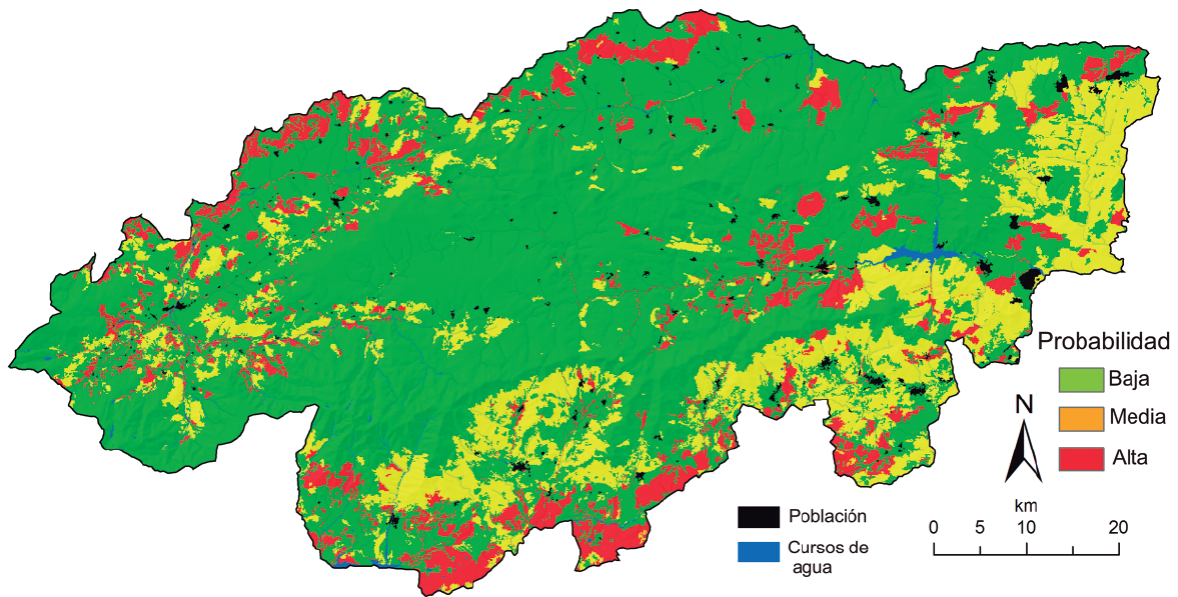 Probabilidad
Baja
Media
Alta
N
km
0 5 10 20
Población
Cursos de
agua